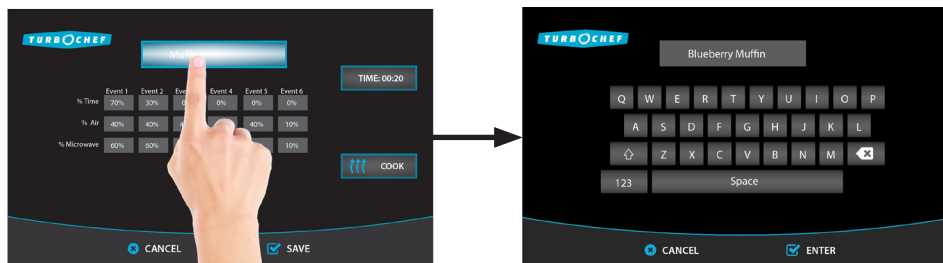 TURBOCHEF
TIME: 00:20
Event 1 Event 2 Event 4 Event 5 Event 6
% Time 70% 30% 0% 0% 0%
% Air 40% 40% 40% 10%
% Microwave 60% 60% 10%
COOK
CANCEL SAVE
TURBOCHEF
Blueberry Muffin
Q W E R T Y U I O P
A S D F G H J K L
Z X C V B N M
123 Space
CANCEL ENTER